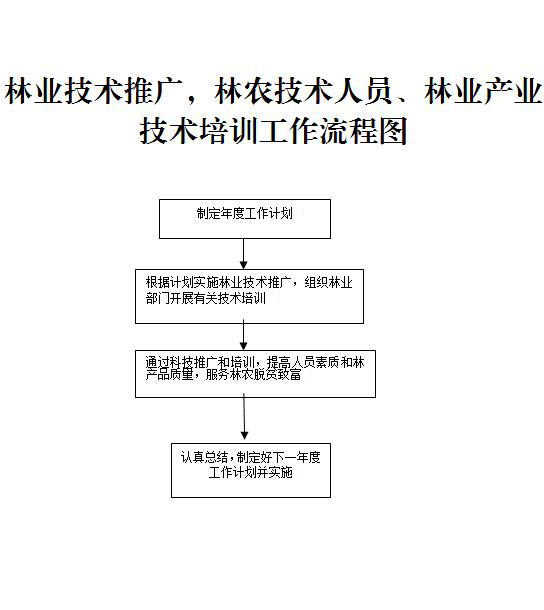 林业技术推广，林农技术人员、林业产业
技术培训工作流程图
制定年度工作计划
根据计划实施林业技术推广，组织林业
部门开展有关技术培训
通过科技推广和培训，提高人员素质和林
产品质量，服务林农脱贫致富
认真总结，制定好下一年度
工作计划并实施